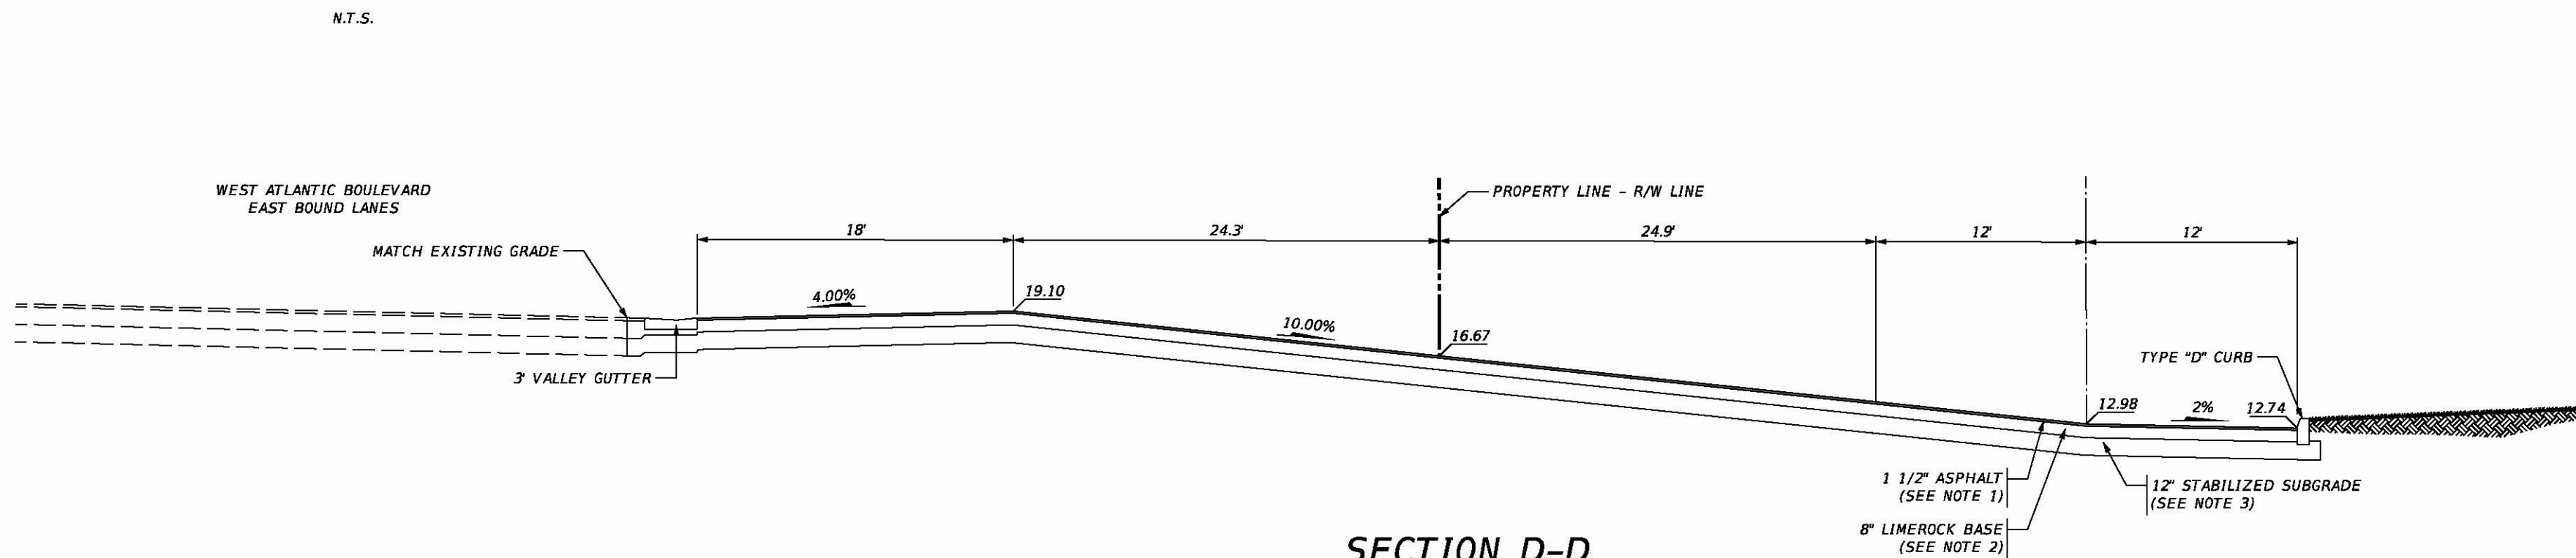 N.T.S.
WEST ATLANTIC BOULEVARD
EAST BOUND LANES
PROPERTY LINE - R/W LINE
18'
24.3'
24.9'
12'
12'
MATCH EXISTING GRADE
4.00%
19.10
10.00%
16.67
3' VALLEY GUTTER
TYPE "D" CURB
12.98
2%
12.74
1 1/2" ASPHALT
(SEE NOTE 1)
12" STABILIZED SUBGRADE
(SEE NOTE 3)
8" LIMEROCK BASE
(SEE NOTE 2)
SECTION D-D